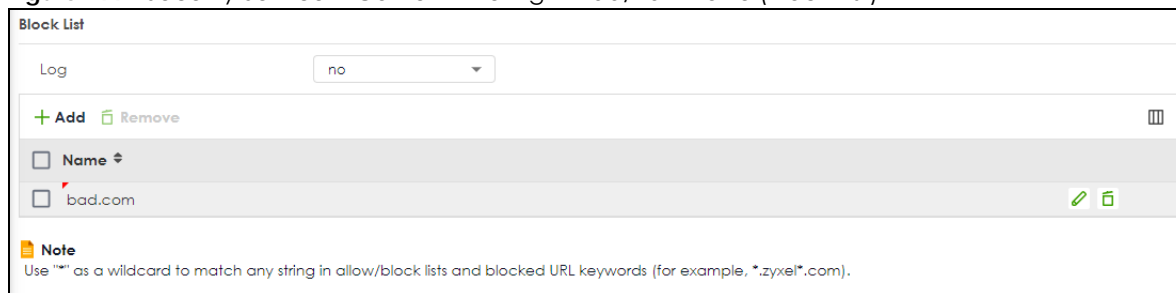 Block List
Log no
Add Remove
Name
bad.com
Note
Use "*" as a wildcard to match any string in allow/block lists and blocked URL keywords (for example, *.zyxel*.com).